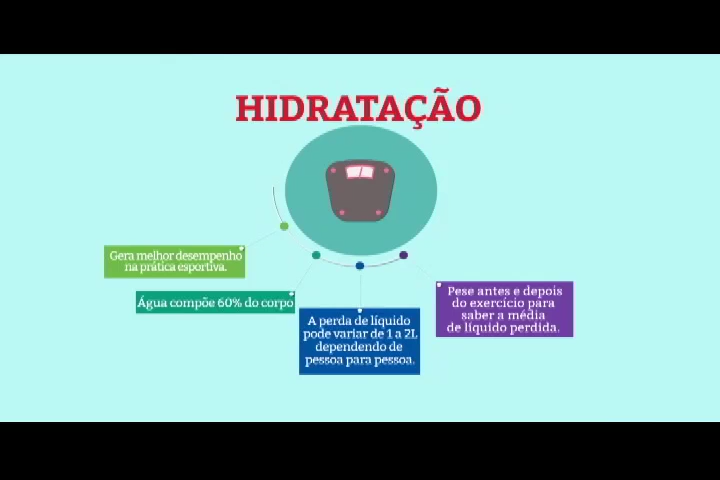 HIDRATAÇÃO
Gera melhor desempenho
na prática esportiva.
Água compõe 60% do corpo
A perda de líquido
pode variar de 1 a 2L
dependendo de
pessoa para pessoa.
Pese antes e depois
do exercício para
saber a média
de líquido perdida.